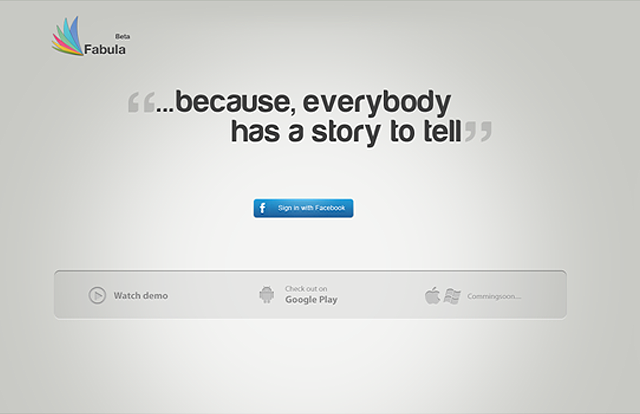 Beta
Fabula
“...because, everybody
has a story to tell”
f Sign in with Facebook
Watch demo
Check out on
Google Play
Commingsoon...